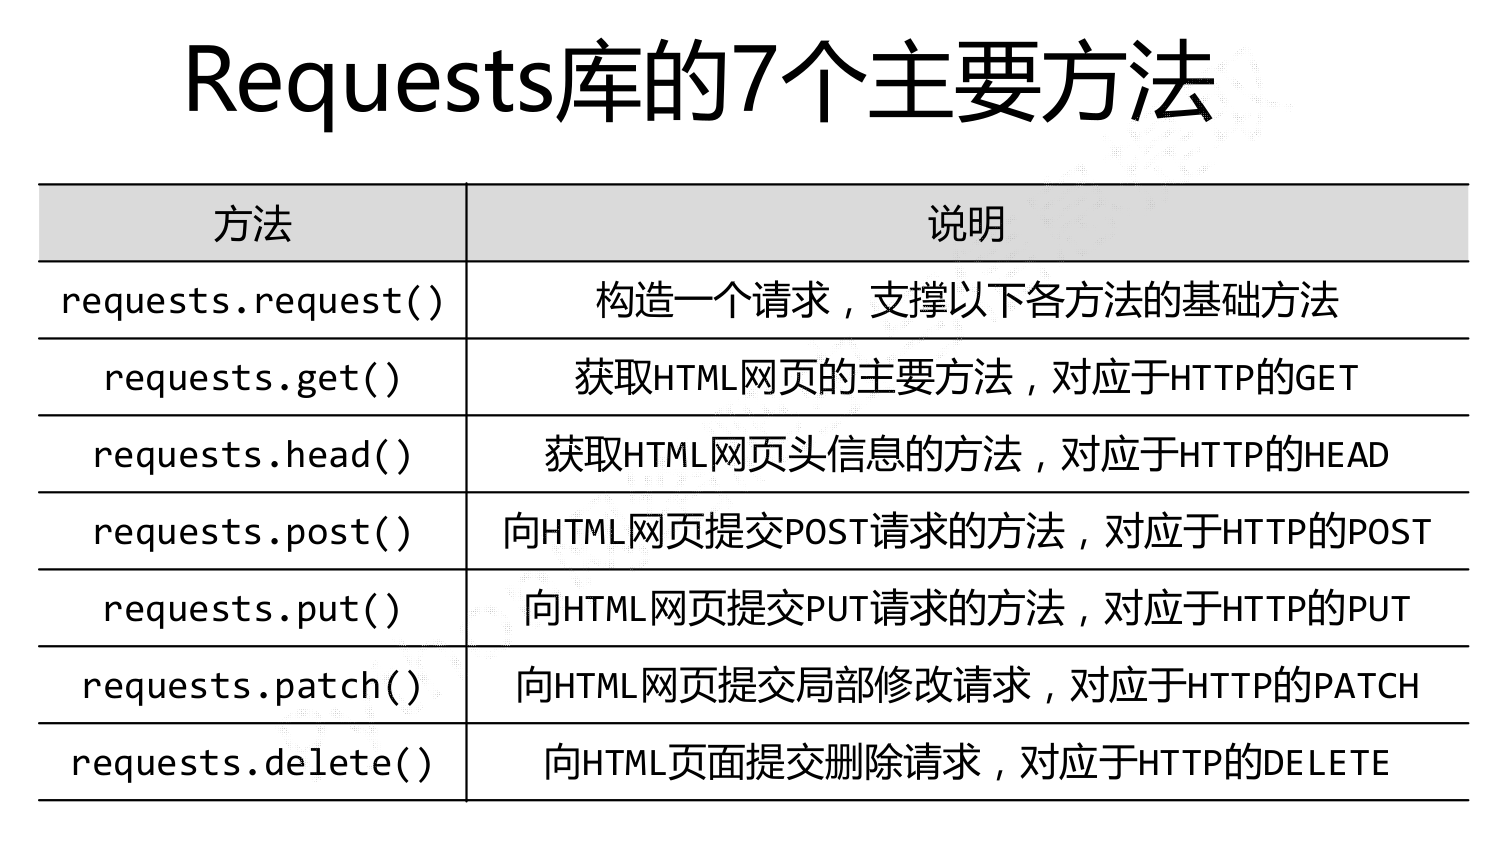 Requests库的7个主要方法
方法 说明
requests.request() 构造一个请求，支撑以下各方法的基础方法
requests.get() 获取HTML网页的主要方法，对应于HTTP的GET
requests.head() 获取HTML网页头信息的方法，对应于HTTP的HEAD
requests.post() 向HTML网页提交POST请求的方法，对应于HTTP的POST
requests.put() 向HTML网页提交PUT请求的方法，对应于HTTP的PUT
requests.patch() 向HTML网页提交局部修改请求，对应于HTTP的PATCH
requests.delete() 向HTML页面提交删除请求，对应于HTTP的DELETE